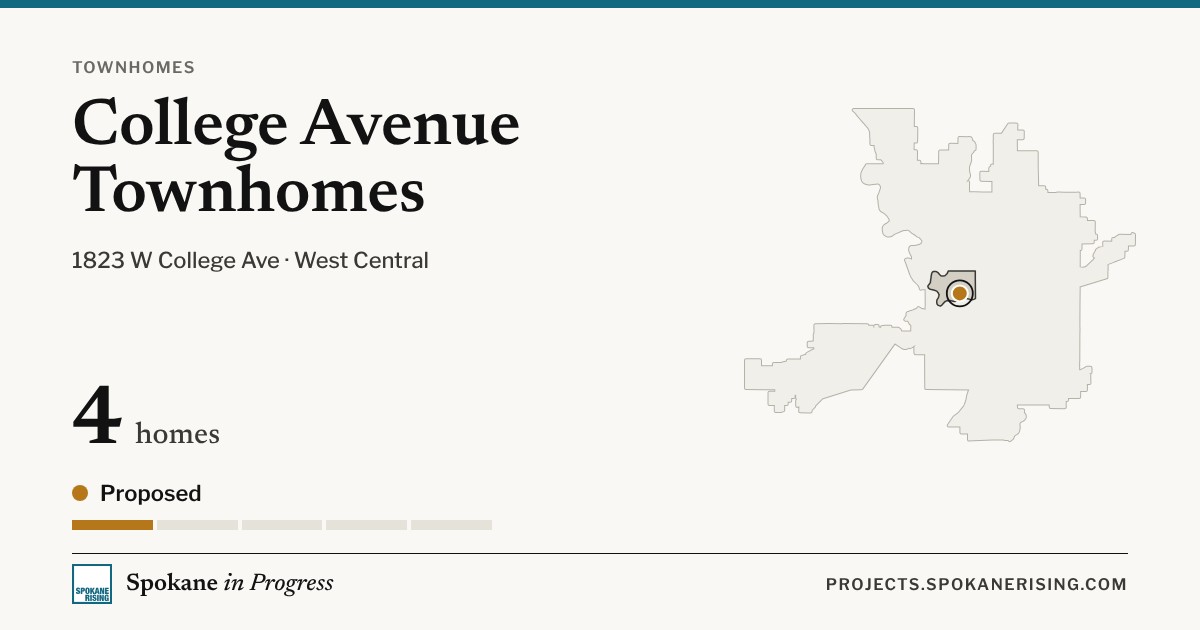 TOWNHOMES
College Avenue
Townhomes
1823 W College Ave · West Central
4 homes
Proposed
SPOKANE
RISING
Spokane in Progress
PROJECTS.SPOKANERISING.COM